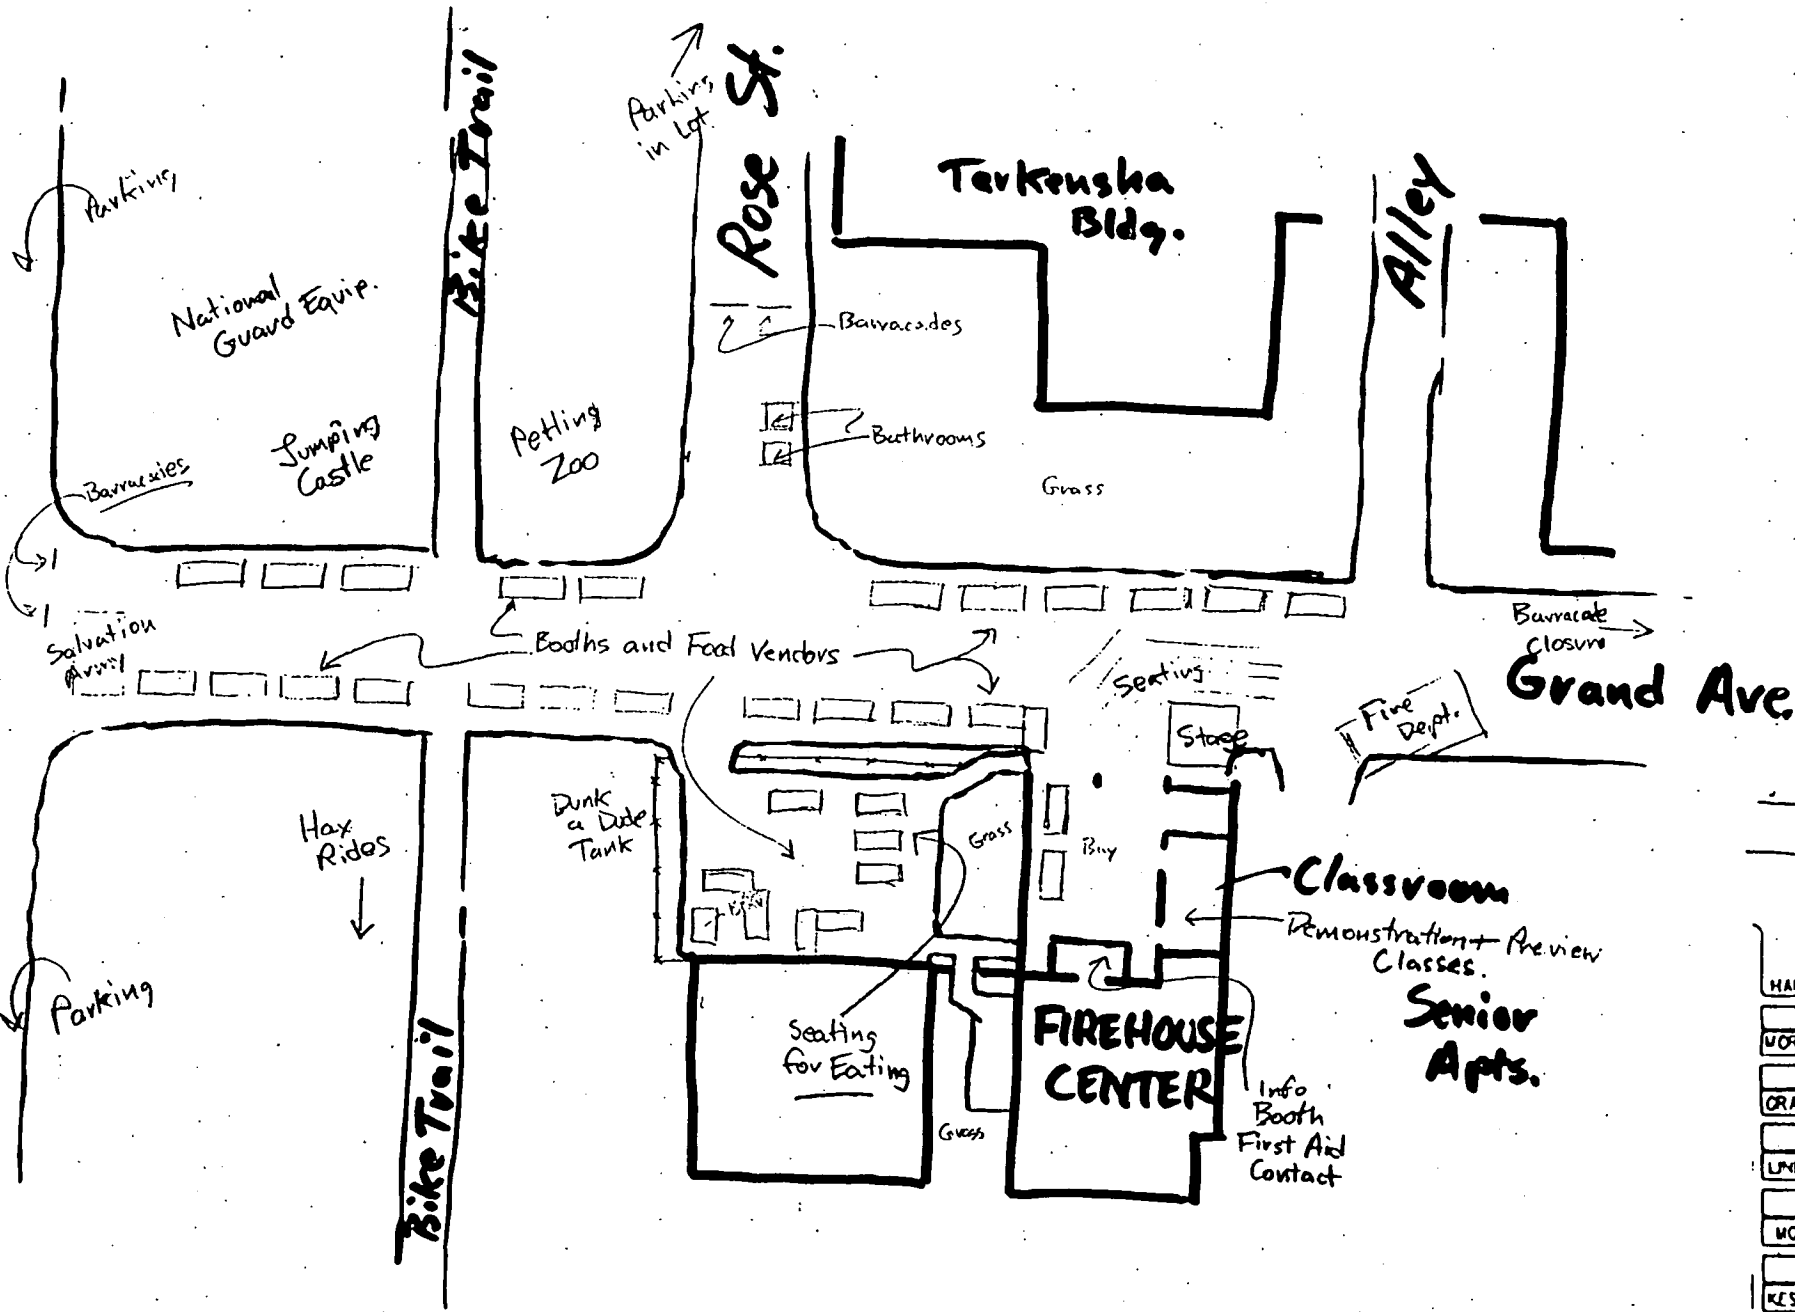 Bike Trail
Parking
in Lot
Rose St.
Tarkensha
Bldg.
Alley
Parking
National
Guard Equip.
Barracades
Jumping
Castle
Petting
Zoo
Bathrooms
Grass
Salvation
Army
Booths and Food Vendors
Seating
Barracade
Closure
Grand Ave.
Fire
Dept.
Stage
Hax
Rides
Dunk
a Dude
Tank
Grass
Bay
Classroom
Demonstration + Preview
Classes.
Senior
Apts.
Parking
Seating
for Eating
FIREHOUSE
CENTER
Info
Booth
First Aid
Contact
Grass
Bike Trail